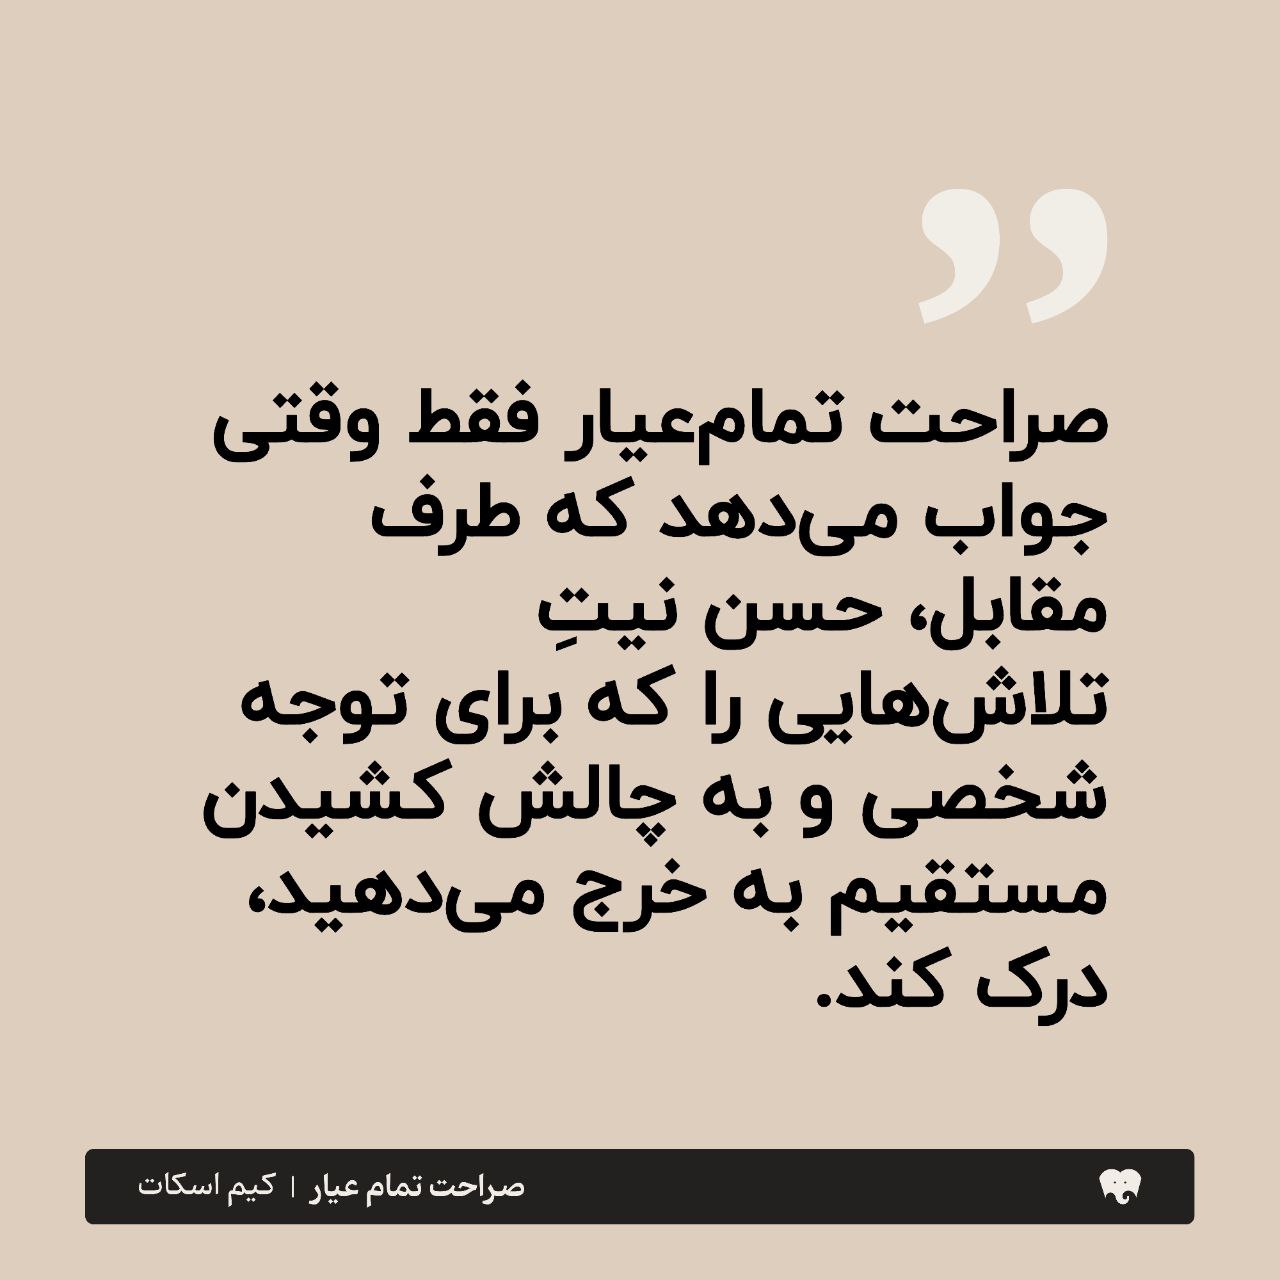 ”
صراحت تمام‌عیار فقط وقتی
جواب می‌دهد که طرف
مقابل، حسن نیتِ
تلاش‌هایی را که برای توجه
شخصی و به چالش کشیدن
مستقیم به خرج می‌دهید،
درک کند.
صراحت تمام عیار | کیم اسکات